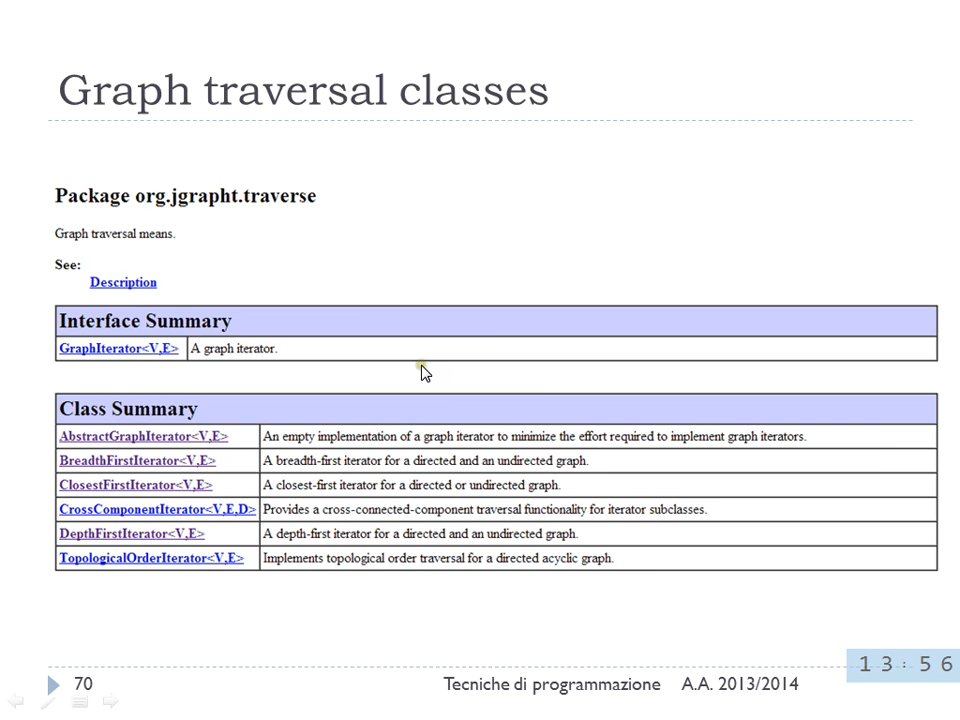 Graph traversal classes
Package org.jgrapht.traverse
Graph traversal means.
See:
Description
Interface Summary
GraphIterator<V,E> A graph iterator.
Class Summary
AbstractGraphIterator<V,E> An empty implementation of a graph iterator to minimize the effort required to implement graph iterators.
BreadthFirstIterator<V,E> A breadth-first iterator for a directed and an undirected graph.
ClosestFirstIterator<V,E> A closest-first iterator for a directed or undirected graph.
CrossComponentIterator<V,E,D> Provides a cross-connected-component traversal functionality for iterator subclasses.
DepthFirstIterator<V,E> A depth-first iterator for a directed and an undirected graph.
TopologicalOrderIterator<V,E> Implements topological order traversal for a directed acyclic graph.
70 Tecniche di programmazione A.A. 2013/2014
13:56